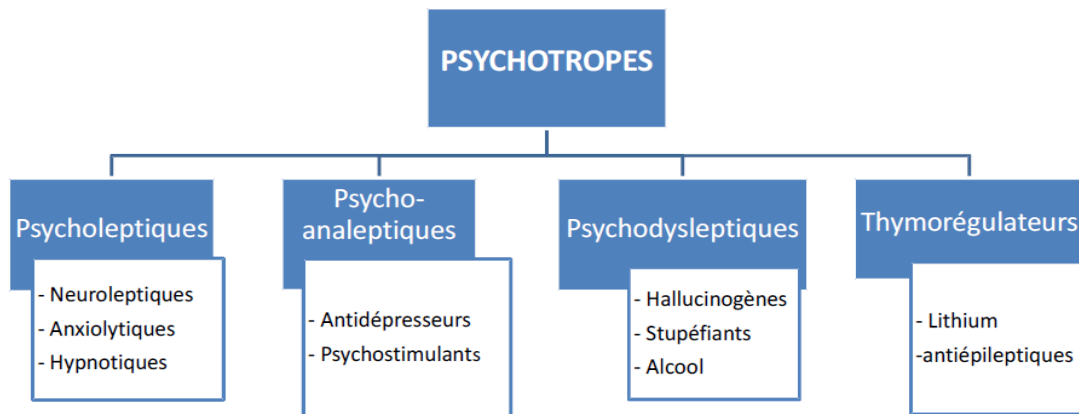 PSYCHOTROPES
Psycholeptiques
- Neuroleptiques
- Anxiolytiques
- Hypnotiques
Psycho-
analeptiques
- Antidépresseurs
- Psychostimulants
Psychodysleptiques
- Hallucinogènes
- Stupéfiants
- Alcool
Thymorégulateurs
- Lithium
-antiépileptiques